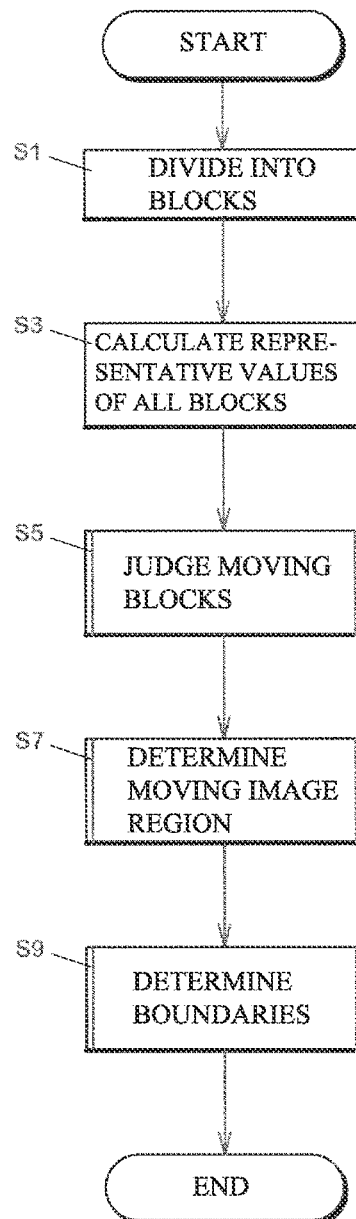 START
S1
DIVIDE INTO
BLOCKS
S3
CALCULATE REPRE-
SENTATIVE VALUES
OF ALL BLOCKS
S5
JUDGE MOVING
BLOCKS
S7
DETERMINE
MOVING IMAGE
REGION
S9
DETERMINE
BOUNDARIES
END